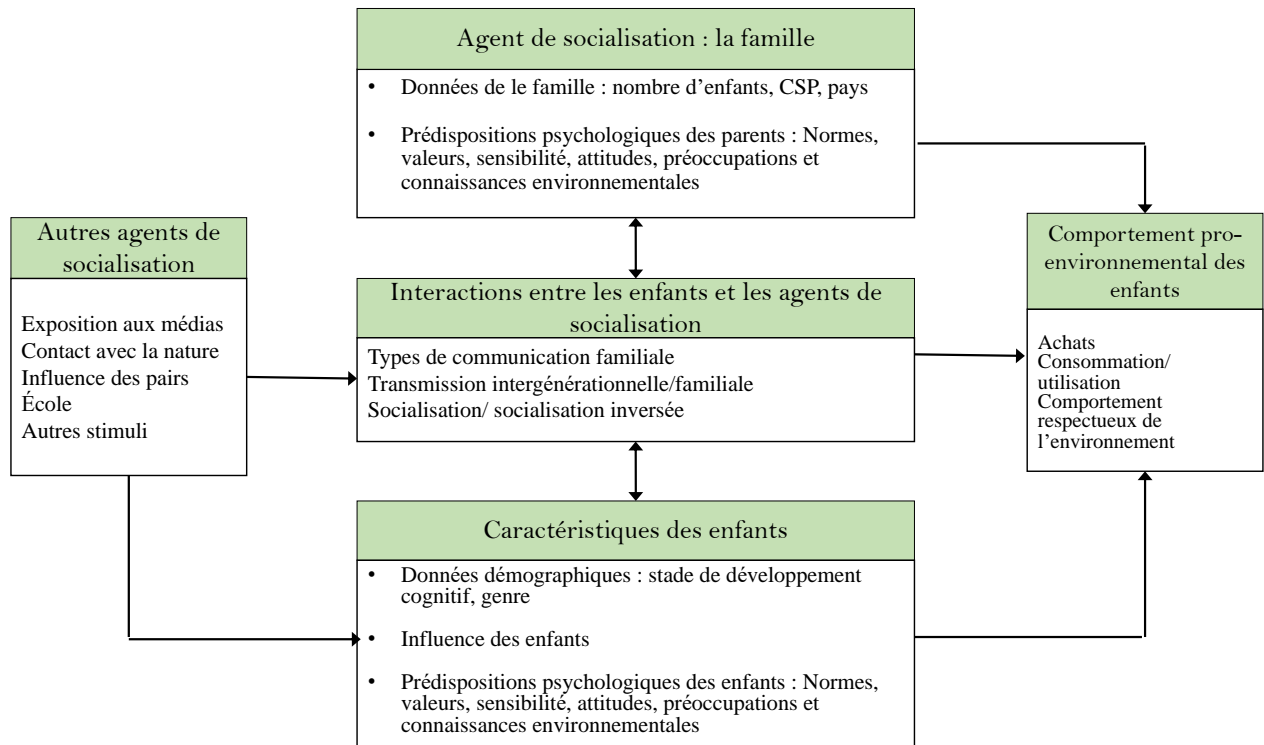 Agent de socialisation : la famille
• Données de le famille : nombre d'enfants, CSP, pays
• Prédispositions psychologiques des parents : Normes,
valeurs, sensibilité, attitudes, préoccupations et
connaissances environnementales
Autres agents de
socialisation
Exposition aux médias
Contact avec la nature
Influence des pairs
École
Autres stimuli
Interactions entre les enfants et les agents de
socialisation
Types de communication familiale
Transmission intergénérationnelle/familiale
Socialisation/ socialisation inversée
Comportement pro-
environnemental des
enfants
Achats
Consommation/
utilisation
Comportement
respectueux de
l'environnement
Caractéristiques des enfants
• Données démographiques : stade de développement
cognitif, genre
• Influence des enfants
• Prédispositions psychologiques des enfants : Normes,
valeurs, sensibilité, attitudes, préoccupations et
connaissances environnementales